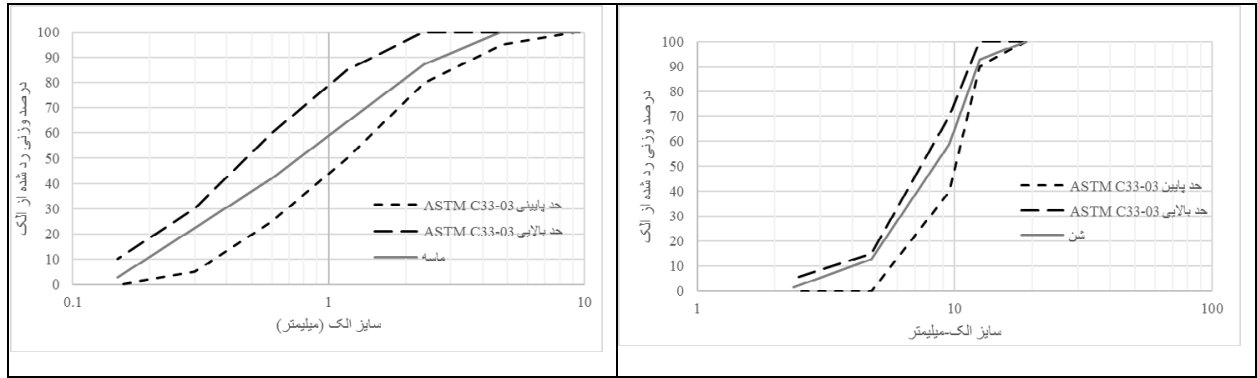 درصد وزنی رد شده از الک
100
90
80
70
60
50
40
30
20
10
0
0.1
1
10
سایز الک (میلیمتر)
حد پایینی ASTM C33-03
حد بالایی ASTM C33-03
ماسه
درصد وزنی رد شده از الک
100
90
80
70
60
50
40
30
20
10
0
1
10
100
سایز الک-میلیمتر
حد پایین ASTM C33-03
حد بالایی ASTM C33-03
شن